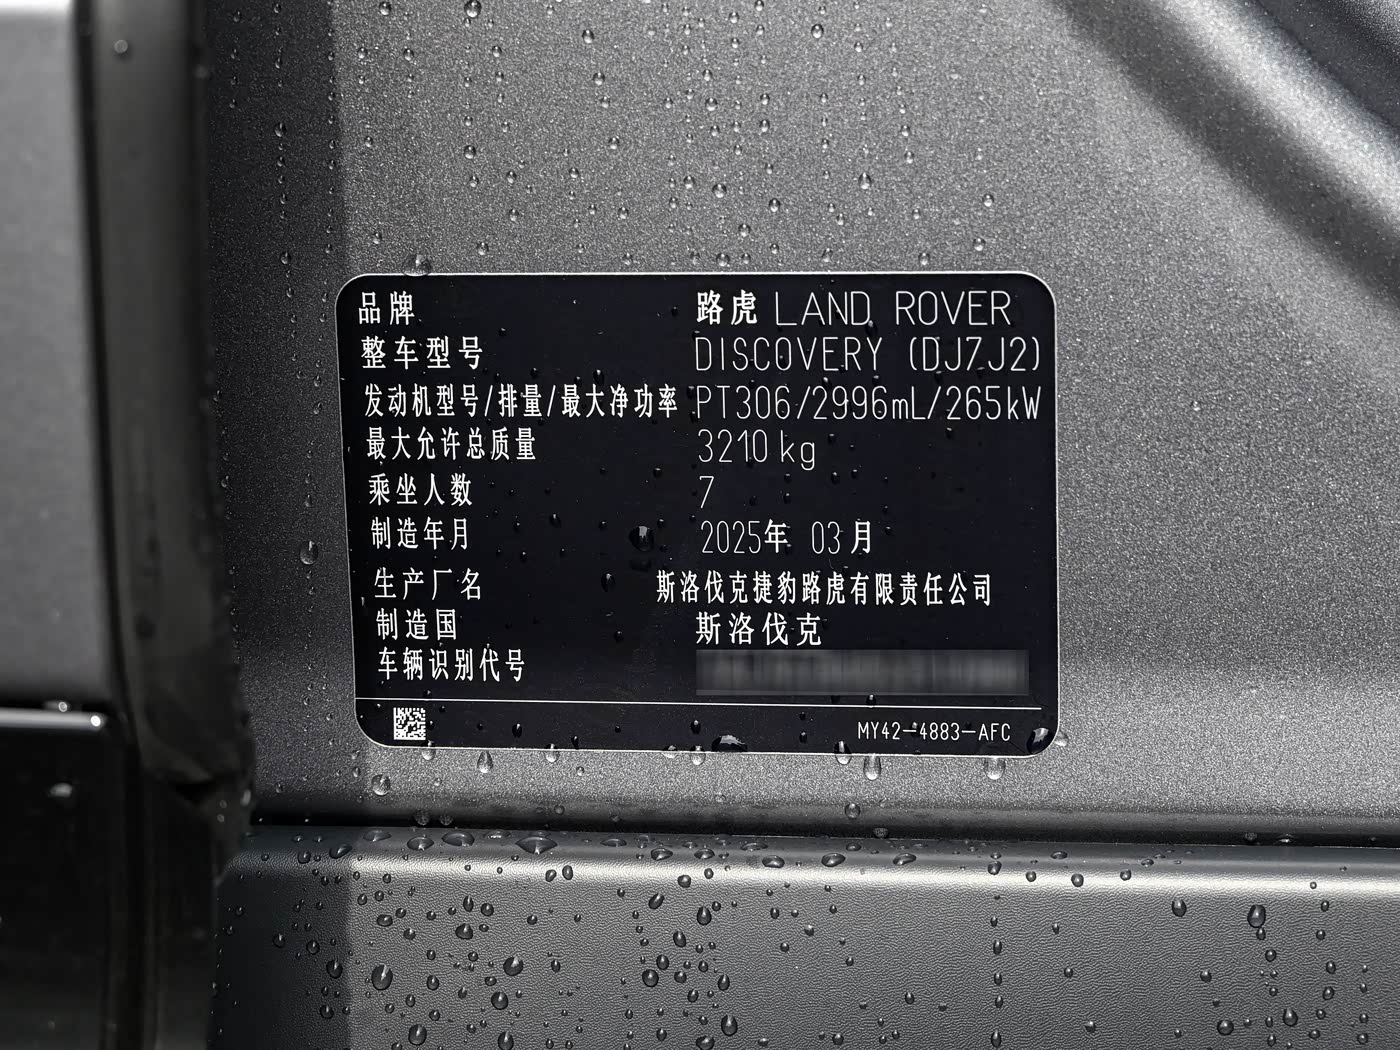 品牌 路虎 LAND ROVER
整车型号 DISCOVERY (DJ7J2)
发动机型号/排量/最大净功率 PT306/2996mL/265kW
最大允许总质量 3210 kg
乘坐人数 7
制造年月 2025年 03月
生产厂名 斯洛伐克捷豹路虎有限责任公司
制造国 斯洛伐克
车辆识别代号
MY42-4883-AFC